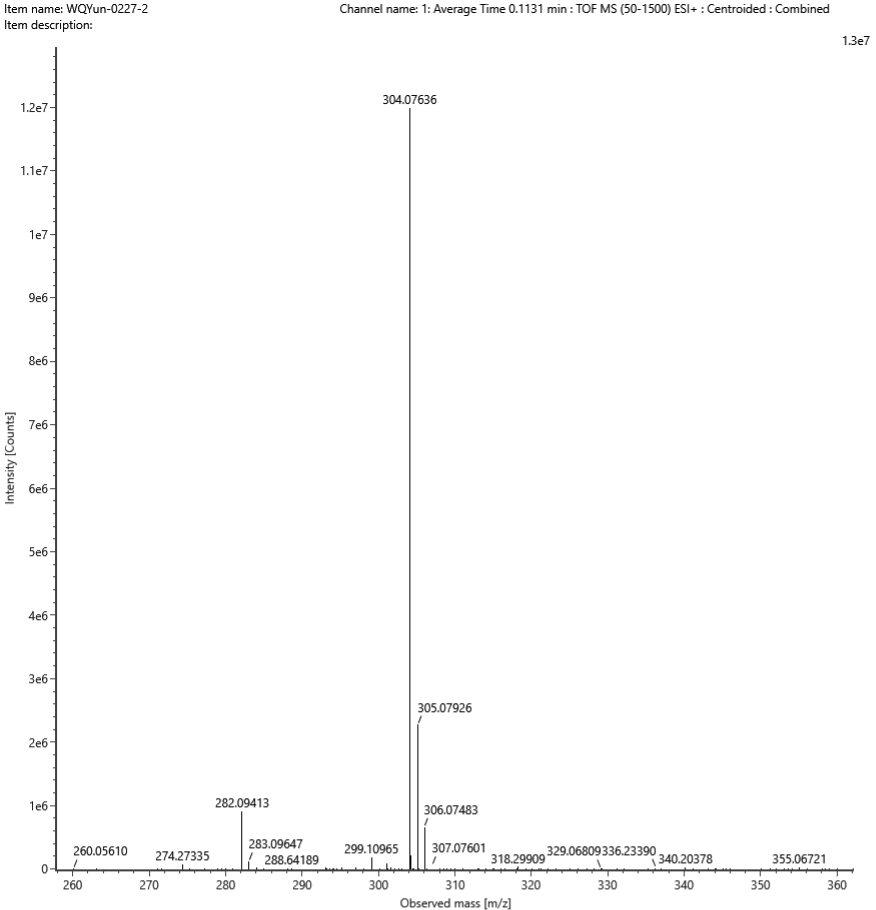 Item name: WQYun-0227-2
Channel name: 1: Average Time 0.1131 min : TOF MS (50-1500) ESI+ : Centroided : Combined
Item description:
1.3e7
304.07636
1.2e7
1.1e7
1e7
9e6
8e6
7e6
6e6
5e6
4e6
3e6
2e6
1e6
0
Intensity [Counts]
305.07926
282.09413
306.07483
260.05610
274.27335
283.09647
288.64189
299.10965
307.07601
318.29909
329.06809
336.23390
340.20378
355.06721
260 270 280 290 300 310 320 330 340 350 360
Observed mass [m/z]